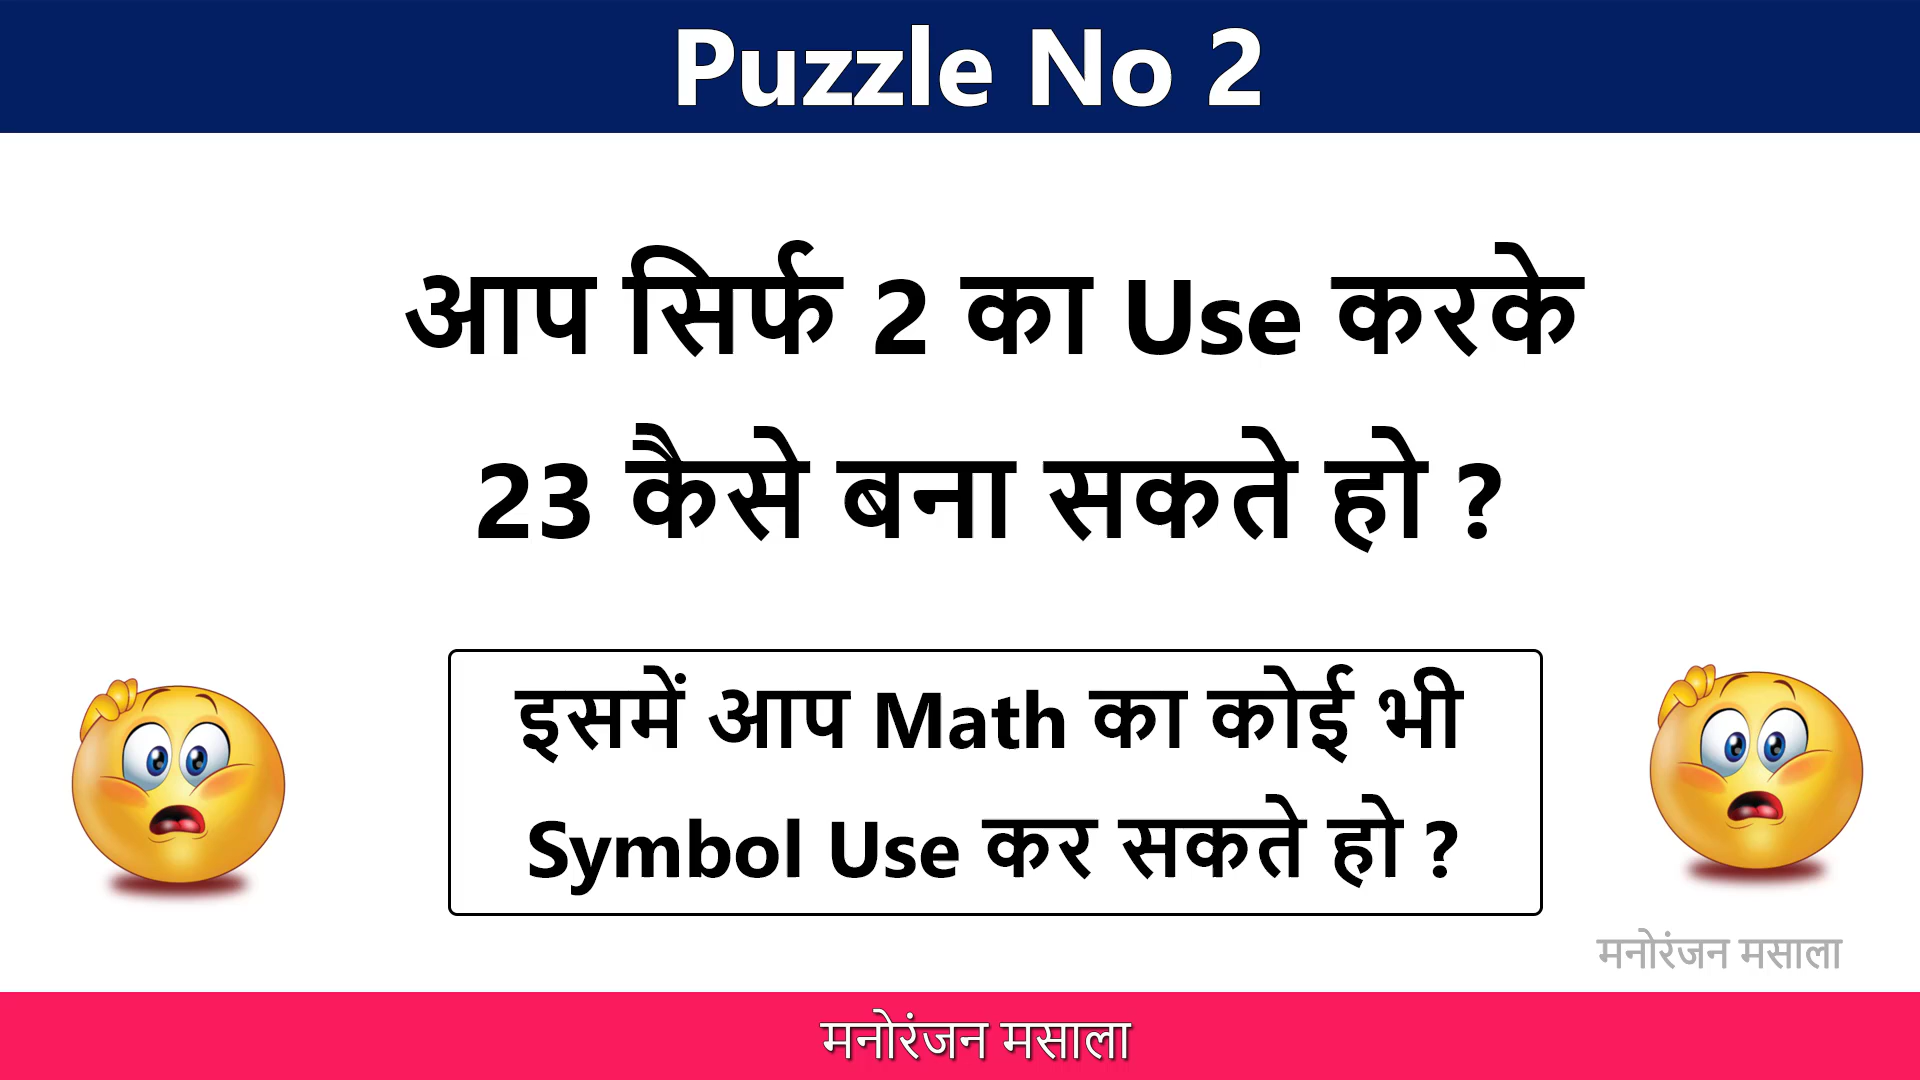 Puzzle No 2
आप सिर्फ 2 का Use करके
23 कैसे बना सकते हो ?
इसमें आप Math का कोई भी
Symbol Use कर सकते हो ?
मनोरंजन मसाला
मनोरंजन मसाला